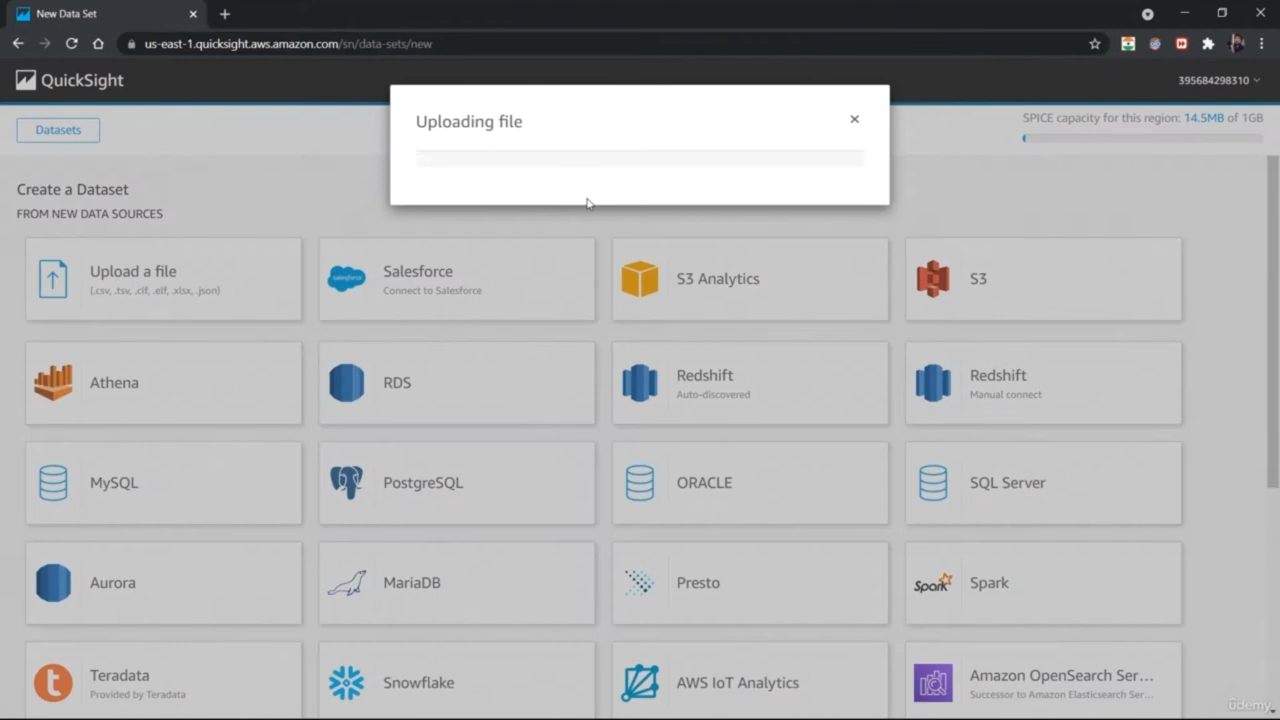 New Data Set
us-east-1.quicksight.aws.amazon.com/sn/data-sets/new
QuickSight
395684298310
Uploading file
Datasets
SPICE capacity for this region: 14.5MB of 1GB
Create a Dataset
FROM NEW DATA SOURCES
Upload a file
(.csv, .tsv, .clf, .elf, .xlsx, .json)
Salesforce
Connect to Salesforce
salesforce
S3 Analytics
S3
Athena
RDS
Redshift
Auto-discovered
Redshift
Manual connect
MySQL
PostgreSQL
ORACLE
SQL Server
Aurora
MariaDB
Presto
Spark
Spark
Teradata
Provided by Teradata
t
Snowflake
AWS IoT Analytics
Amazon OpenSearch Ser...
Successor to Amazon Elasticsearch Ser...
ûdemy